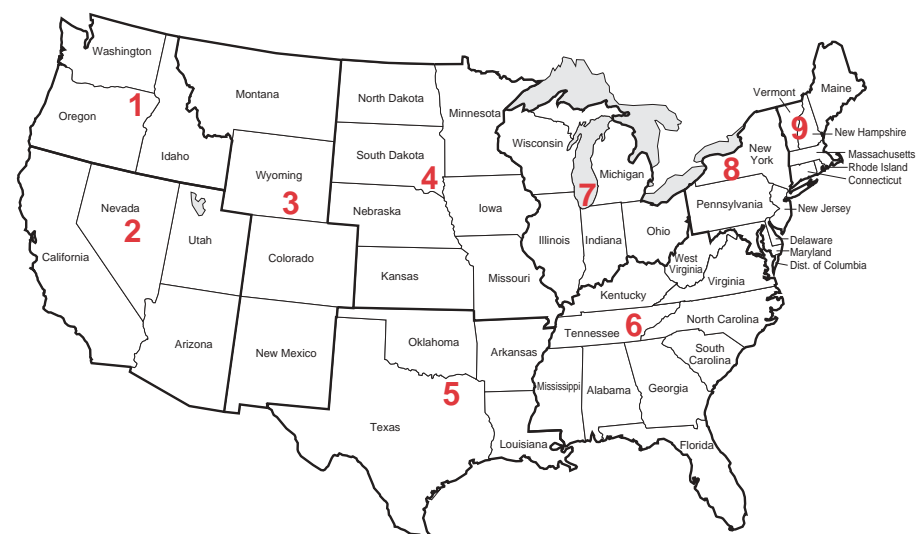 Washington
Maine
Vermont
Montana
1
North Dakota
Minnesota
Oregon
9
New Hampshire
Wisconsin
Massachusetts
Idaho
South Dakota
New
York
Rhode Island
8
Wyoming
4
Michigan
Connecticut
7
3
Nevada
Nebraska
Iowa
Pennsylvania
New Jersey
2
Utah
Ohio
Illinois
Indiana
Delaware
California
Colorado
Maryland
West
Virginia
Dist. of Columbia
Kansas
Missouri
Virginia
Kentucky
6
North Carolina
Tennessee
Oklahoma
Arizona
New Mexico
Arkansas
South
Carolina
Mississippi
Alabama
Georgia
5
Texas
Louisiana
Florida